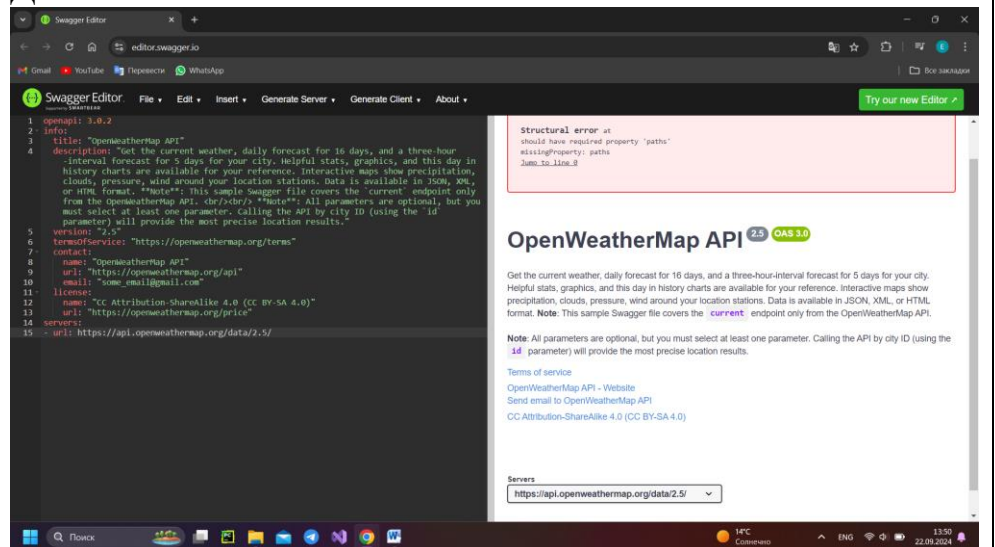 Swagger Editor
editor.swagger.io
Gmail YouTube Перевести WhatsApp Все закладки
Swagger Editor.
Supported by SMARTBEAR
File Edit Insert Generate Server Generate Client About Try our new Editor
1 openapi: 3.0.2
2 info:
3 title: "OpenWeatherMap API"
4 description: "Get the current weather, daily forecast for 16 days, and a three-hour
-interval forecast for 5 days for your city. Helpful stats, graphics, and this day in
history charts are available for your reference. Interactive maps show precipitation,
clouds, pressure, wind around your location stations. Data is available in JSON, XML,
or HTML format. **Note**: This sample Swagger file covers the `current` endpoint only
from the OpenWeatherMap API. <br/><br/> **Note**: All parameters are optional, but you
must select at least one parameter. Calling the API by city ID (using the `id`
parameter) will provide the most precise location results."
5 version: "2.5"
6 termsOfService: "https://openweathermap.org/terms"
7 contact:
8 name: "OpenWeatherMap API"
9 url: "https://openweathermap.org/api"
10 email: "some_email@gmail.com"
11 license:
12 name: "CC Attribution-ShareAlike 4.0 (CC BY-SA 4.0)"
13 url: "https://openweathermap.org/price"
14 servers:
15 - url: https://api.openweathermap.org/data/2.5/
Structural error at
should have required property 'paths'
missingProperty: paths
Jump to line 0
OpenWeatherMap API 2.5 OAS 3.0
Get the current weather, daily forecast for 16 days, and a three-hour-interval forecast for 5 days for your city.
Helpful stats, graphics, and this day in history charts are available for your reference. Interactive maps show
precipitation, clouds, pressure, wind around your location stations. Data is available in JSON, XML, or HTML
format. Note: This sample Swagger file covers the current endpoint only from the OpenWeatherMap API.
Note: All parameters are optional, but you must select at least one parameter. Calling the API by city ID (using the
id parameter) will provide the most precise location results.
Terms of service
OpenWeatherMap API - Website
Send email to OpenWeatherMap API
CC Attribution-ShareAlike 4.0 (CC BY-SA 4.0)
Servers
https://api.openweathermap.org/data/2.5/
Поиск
14°C
Солнечно
ENG
13:50
22.09.2024